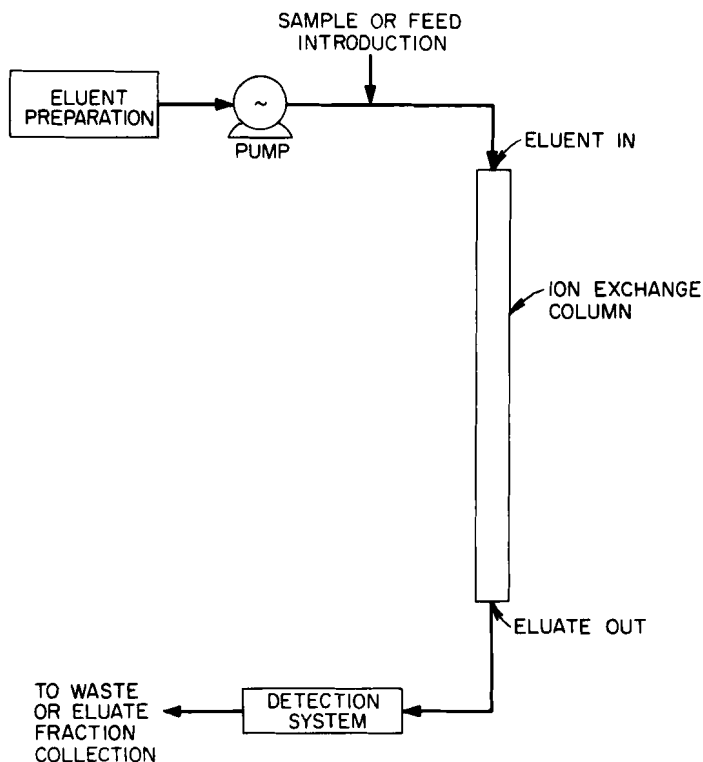 SAMPLE OR FEED
INTRODUCTION
ELUENT
PREPARATION
~
PUMP
ELUENT IN
ION EXCHANGE
COLUMN
ELUATE OUT
DETECTION
SYSTEM
TO WASTE
OR ELUATE
FRACTION
COLLECTION